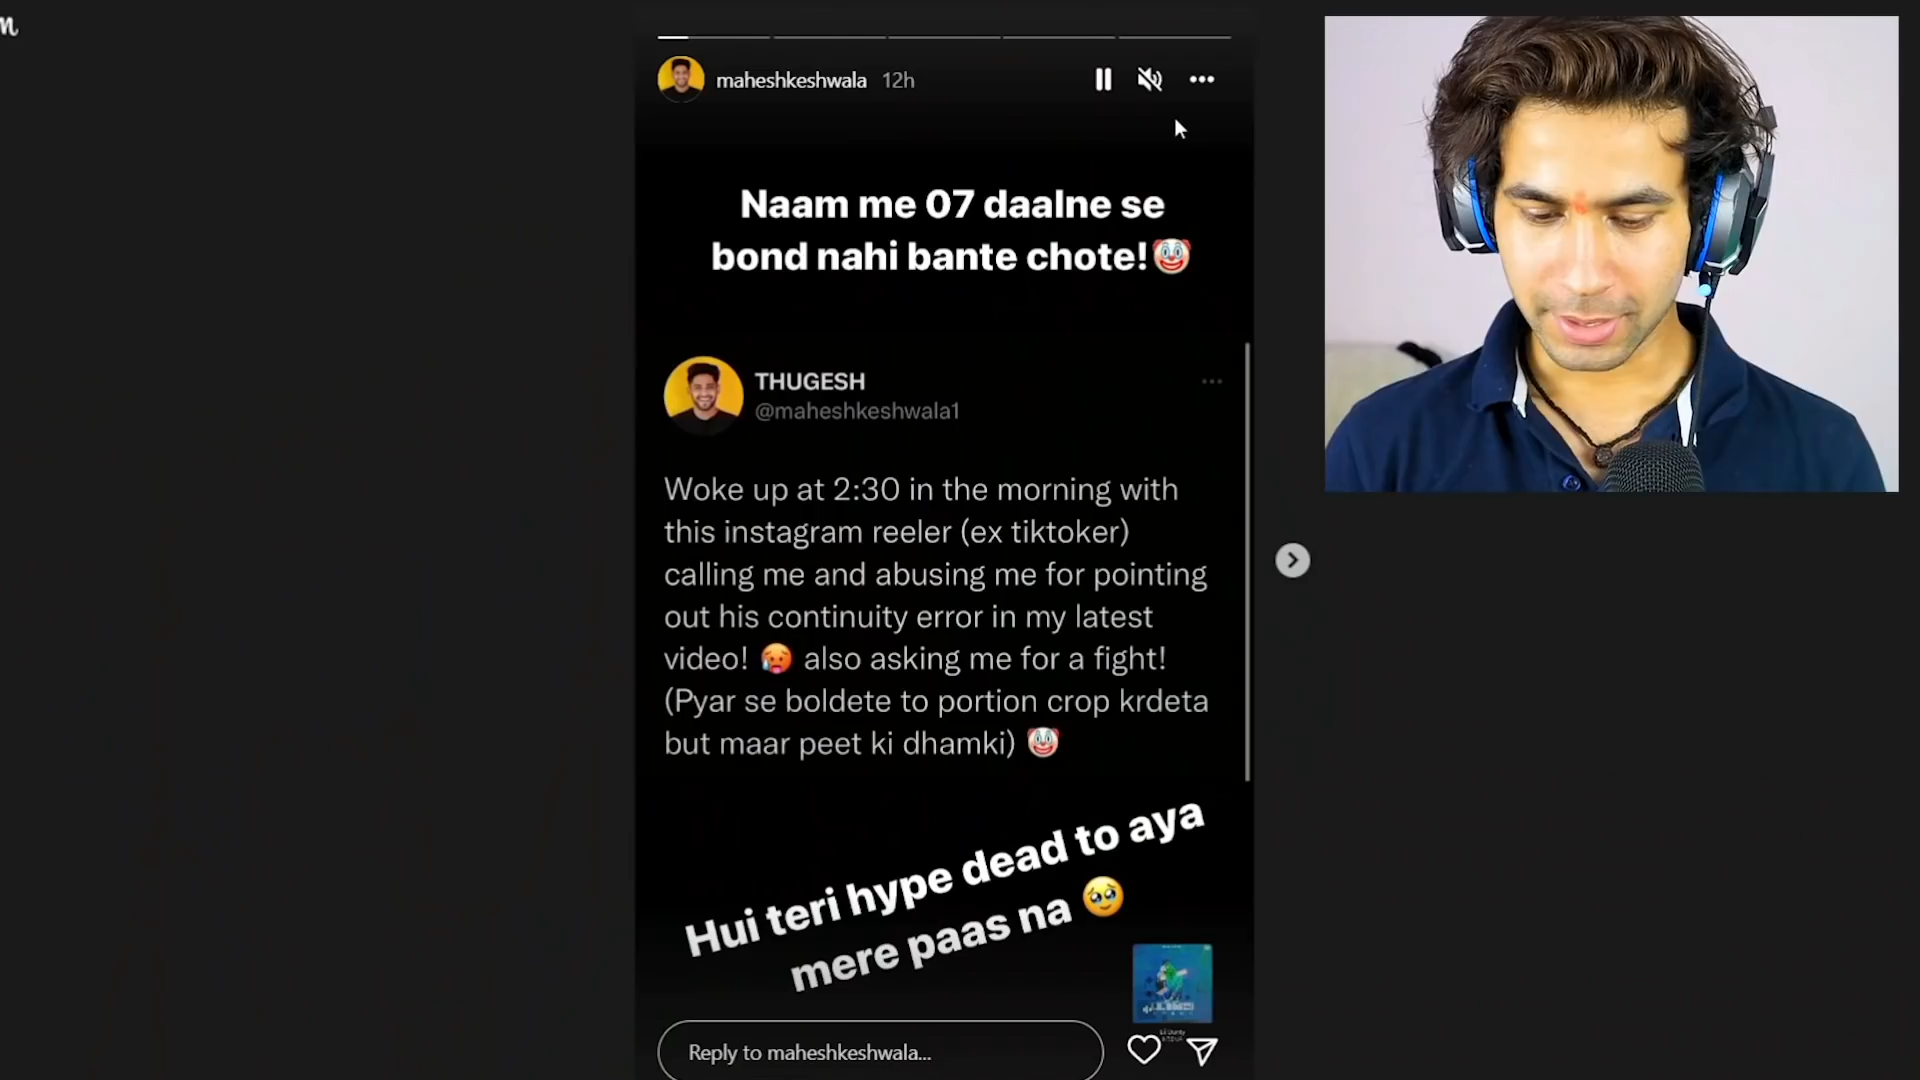 maheshkeshwala 12h
Naam me 07 daalne se
bond nahi bante chote!🤡
THUGESH
@maheshkeshwala1
Woke up at 2:30 in the morning with
this instagram reeler (ex tiktoker)
calling me and abusing me for pointing
out his continuity error in my latest
video! 🥵 also asking me for a fight!
(Pyar se boldete to portion crop krdeta
but maar peet ki dhamki) 🤡
Hui teri hype dead to aya
mere paas na 🥹
Reply to maheshkeshwala...